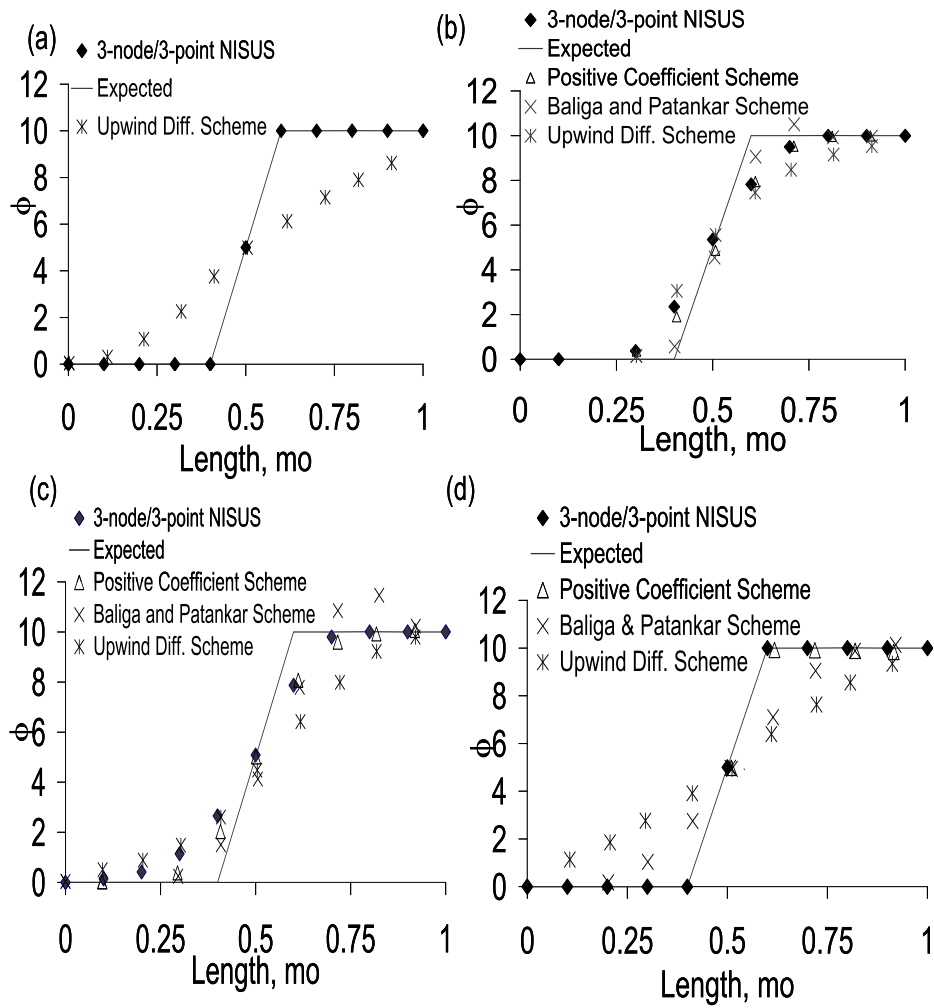 (a)
3-node/3-point NISUS
Expected
Upwind Diff. Scheme
12
10
8
6
4
2
0
ϕ
0 0.25 0.5 0.75 1
Length, mo
(b)
3-node/3-point NISUS
Expected
Positive Coefficient Scheme
Baliga and Patankar Scheme
Upwind Diff. Scheme
12
10
8
6
4
2
0
ϕ
0 0.25 0.5 0.75 1
Length, mo
(c)
3-node/3-point NISUS
Expected
Positive Coefficient Scheme
Baliga and Patankar Scheme
Upwind Diff. Scheme
12
10
8
6
4
2
0
ϕ
0 0.25 0.5 0.75 1
Length, mo
(d)
3-node/3-point NISUS
Expected
Positive Coefficient Scheme
Baliga & Patankar Scheme
Upwind Diff. Scheme
12
10
8
6
4
2
0
ϕ
0 0.25 0.5 0.75 1
Length, mo